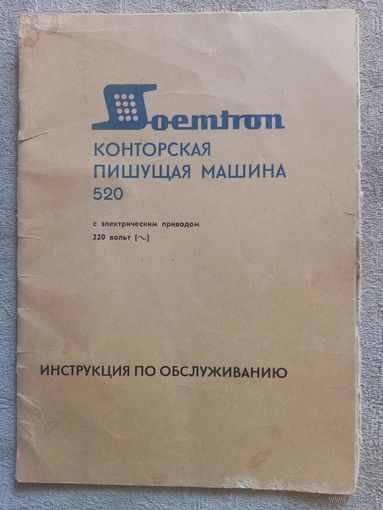 Soemtron
КОНТОРСКАЯ
ПИШУЩАЯ МАШИНА
520
с электрическим приводом
220 вольт (~)
ИНСТРУКЦИЯ ПО ОБСЛУЖИВАНИЮ